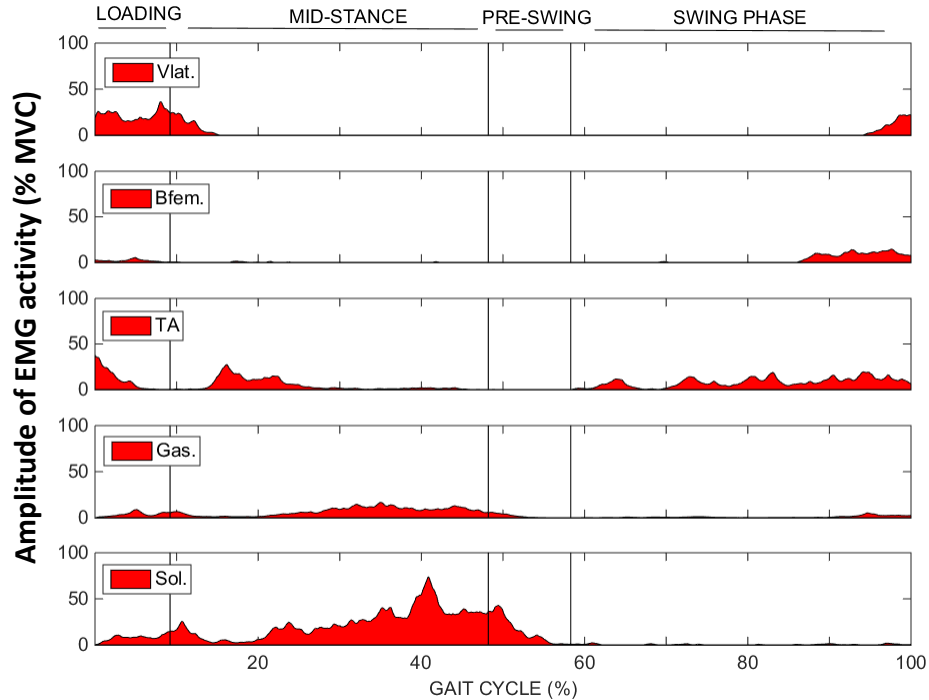 LOADING MID-STANCE PRE-SWING SWING PHASE
Amplitude of EMG activity (% MVC)
100
50
0
Vlat.
100
50
0
Bfem.
100
50
0
TA
100
50
0
Gas.
100
50
0
Sol.
20 40 60 80 100
GAIT CYCLE (%)